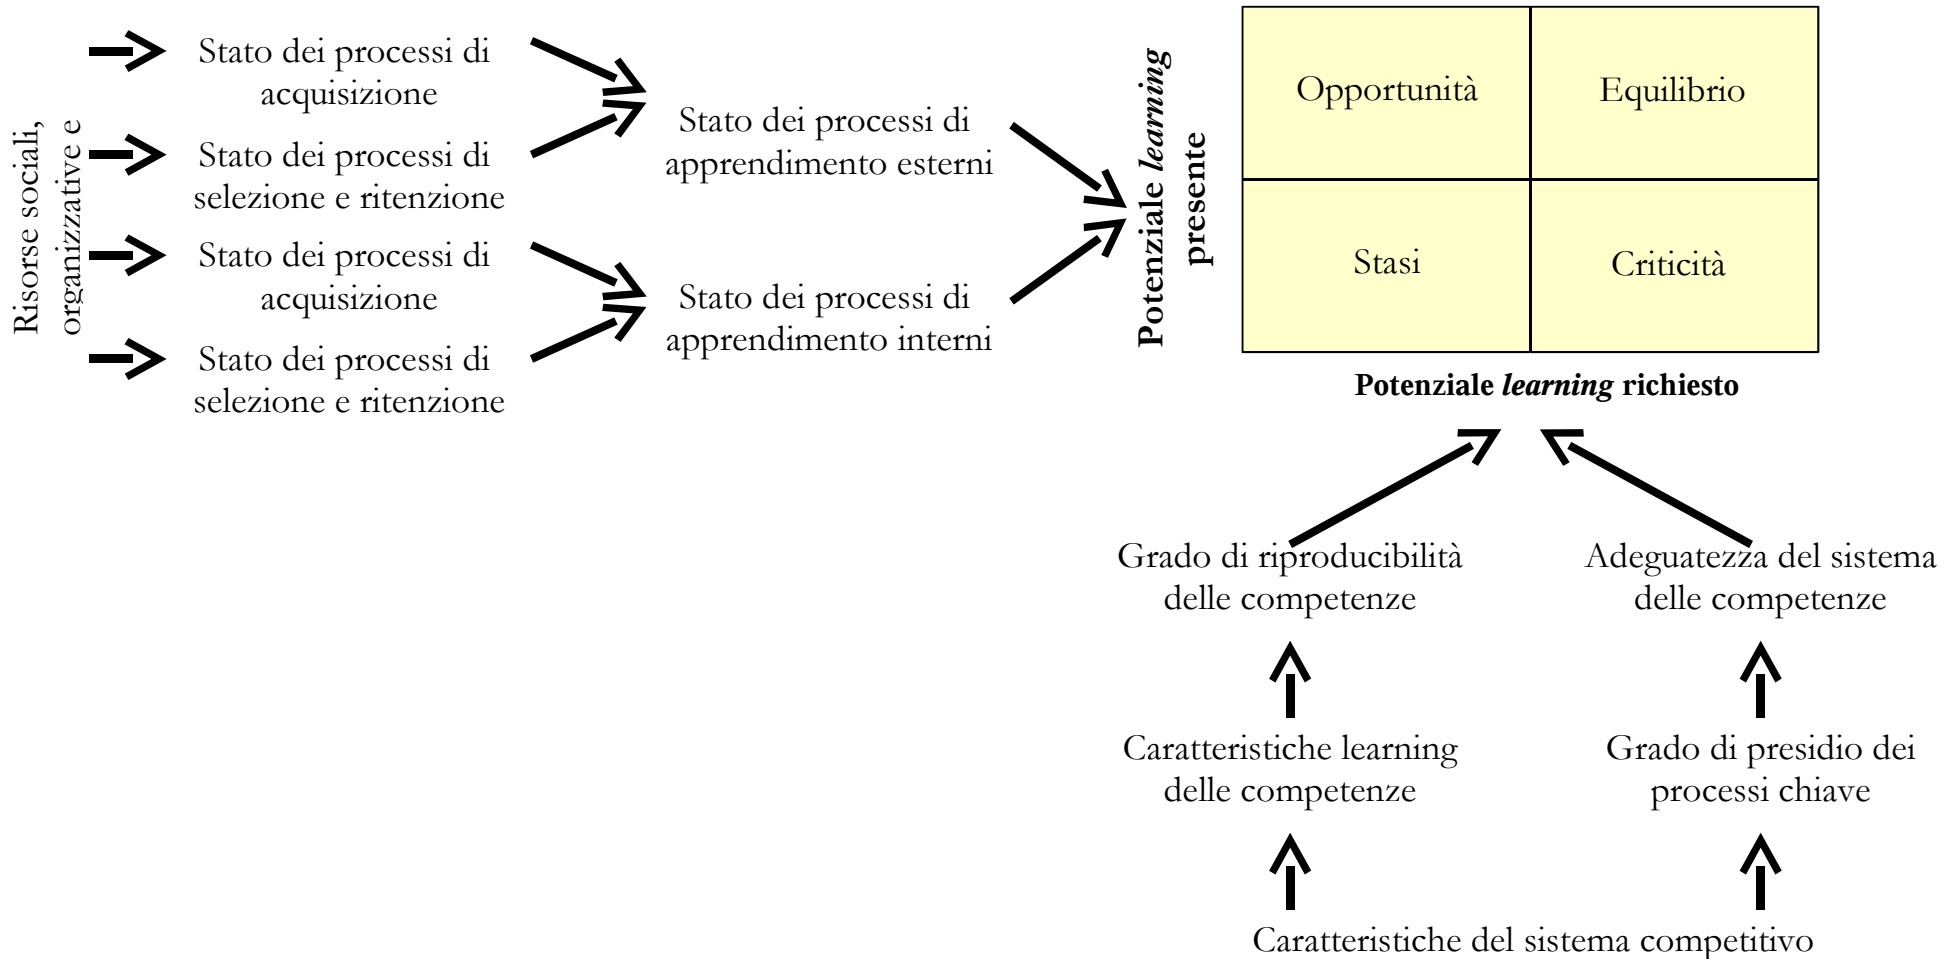 Risorse sociali,
organizzative e
Stato dei processi di
acquisizione
Stato dei processi di
selezione e ritenzione
Stato dei processi di
acquisizione
Stato dei processi di
selezione e ritenzione
Stato dei processi di
apprendimento esterni
Stato dei processi di
apprendimento interni
Potenziale learning
presente
Opportunità
Equilibrio
Stasi
Criticità
Potenziale learning richiesto
Grado di riproducibilità
delle competenze
Adeguatezza del sistema
delle competenze
Caratteristiche learning
delle competenze
Grado di presidio dei
processi chiave
Caratteristiche del sistema competitivo